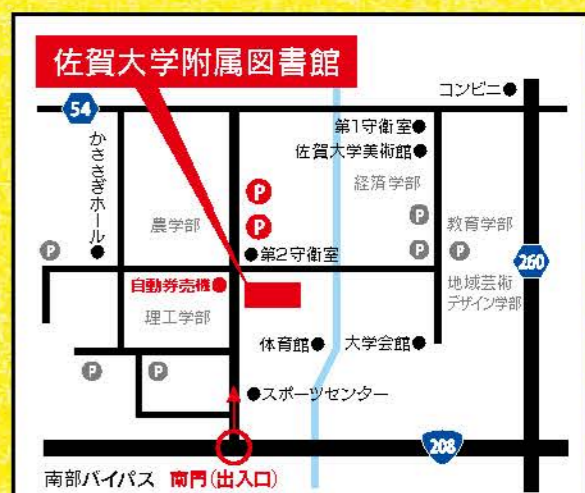 佐賀大学附属図書館
コンビニ●
54
第1守衛室●
佐賀大学美術館●
かささぎホール●
P
経済学部
農学部
P
P
教育学部
P
●第2守衛室
P
P
260
自動券売機●
地域芸術
デザイン学部
理工学部
体育館●
大学会館●
P
P
●スポーツセンター
208
南部バイパス 南門(出入口)